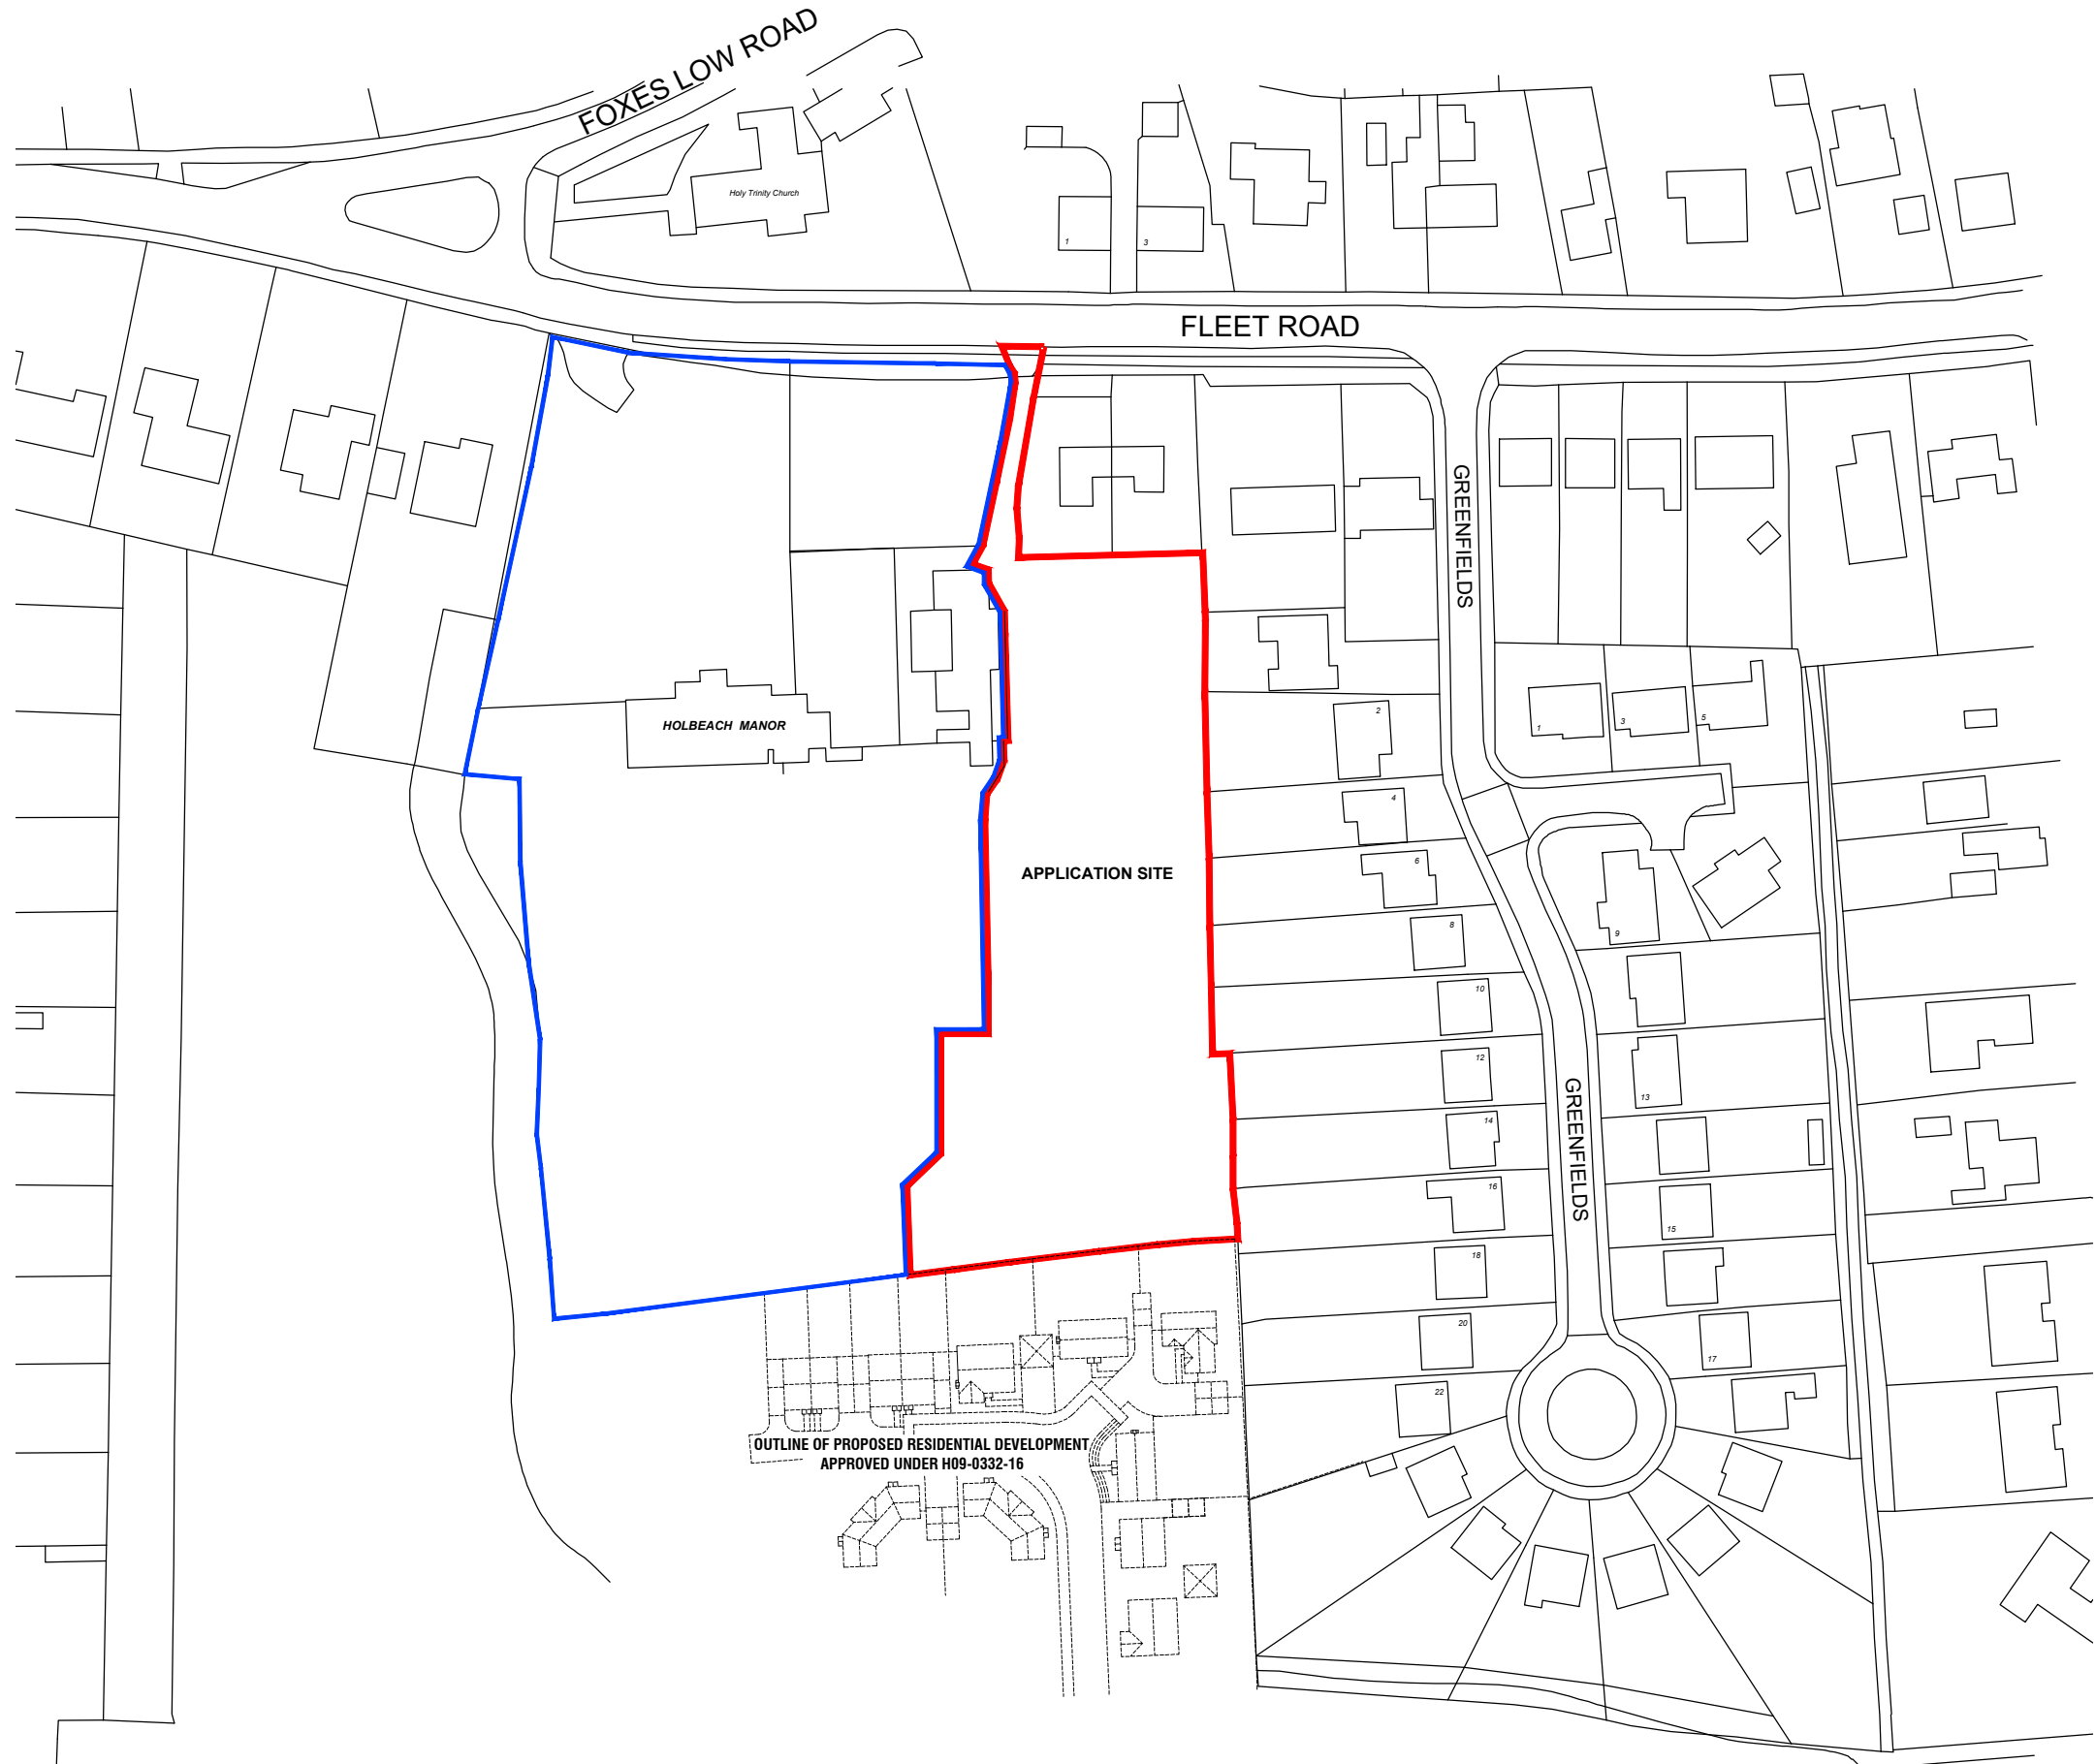 FOXES LOW ROAD
Holy Trinity Church
1
3
FLEET ROAD
GREENFIELDS
HOLBEACH MANOR
2
1
3
5
4
6
APPLICATION SITE
8
9
10
12
13
14
GREENFIELDS
16
15
18
20
17
22
OUTLINE OF PROPOSED RESIDENTIAL DEVELOPMENT
APPROVED UNDER H09-0332-16